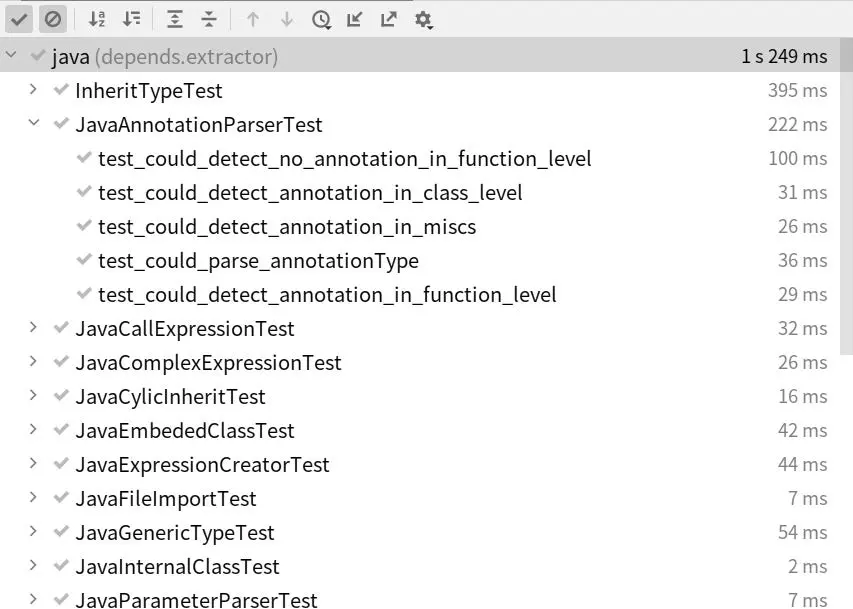 java (depends.extractor) 1 s 249 ms
InheritTypeTest 395 ms
JavaAnnotationParserTest 222 ms
test_could_detect_no_annotation_in_function_level 100 ms
test_could_detect_annotation_in_class_level 31 ms
test_could_detect_annotation_in_miscs 26 ms
test_could_parse_annotationType 36 ms
test_could_detect_annotation_in_function_level 29 ms
JavaCallExpressionTest 32 ms
JavaComplexExpressionTest 26 ms
JavaCylicInheritTest 16 ms
JavaEmbededClassTest 42 ms
JavaExpressionCreatorTest 44 ms
JavaFileImportTest 7 ms
JavaGenericTypeTest 54 ms
JavaInternalClassTest 2 ms
JavaParameterParserTest 7 ms